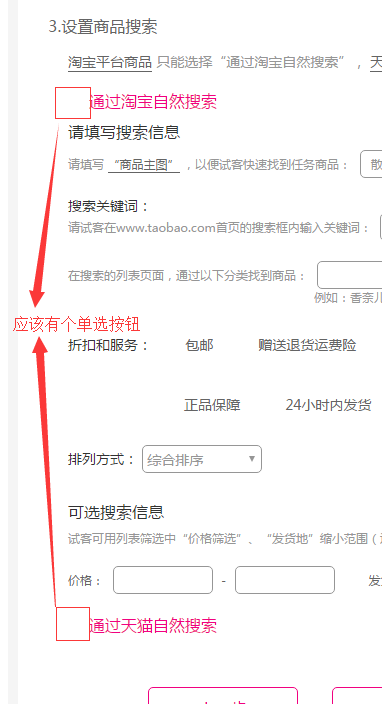 3.设置商品搜索
淘宝平台商品 只能选择“通过淘宝自然搜索”，天
通过淘宝自然搜索
请填写搜索信息
请填写 “商品主图” ，以便试客快速找到任务商品： 散
搜索关键词：
请试客在www.taobao.com首页的搜索框内输入关键词：
在搜索的列表页面，通过以下分类找到商品：
例如：香奈儿
应该有个单选按钮
折扣和服务： 包邮 赠送退货运费险
正品保障 24小时内发货
排列方式： 综合排序
可选搜索信息
试客可用列表筛选中“价格筛选”、“发货地”缩小范围（
价格： - 发
通过天猫自然搜索